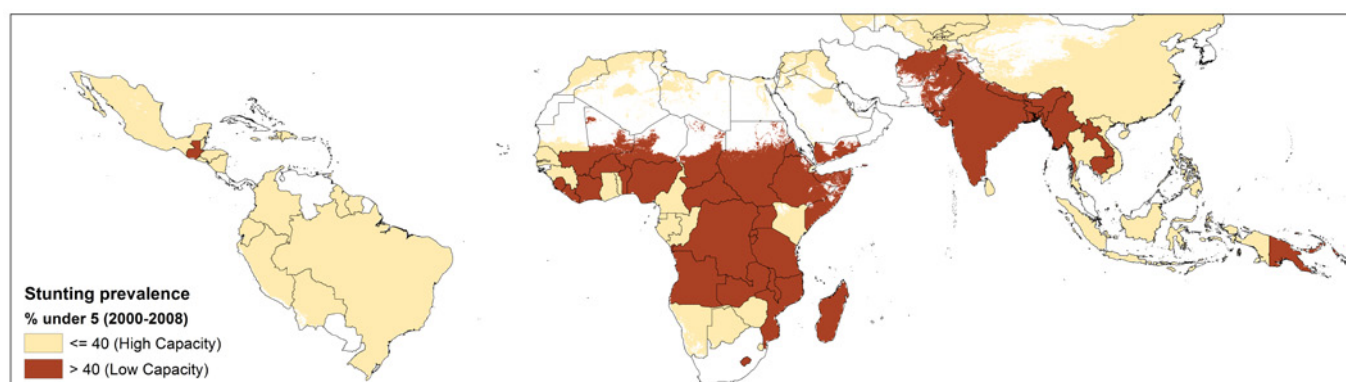 Stunting prevalence
% under 5 (2000-2008)
<= 40 (High Capacity)
> 40 (Low Capacity)